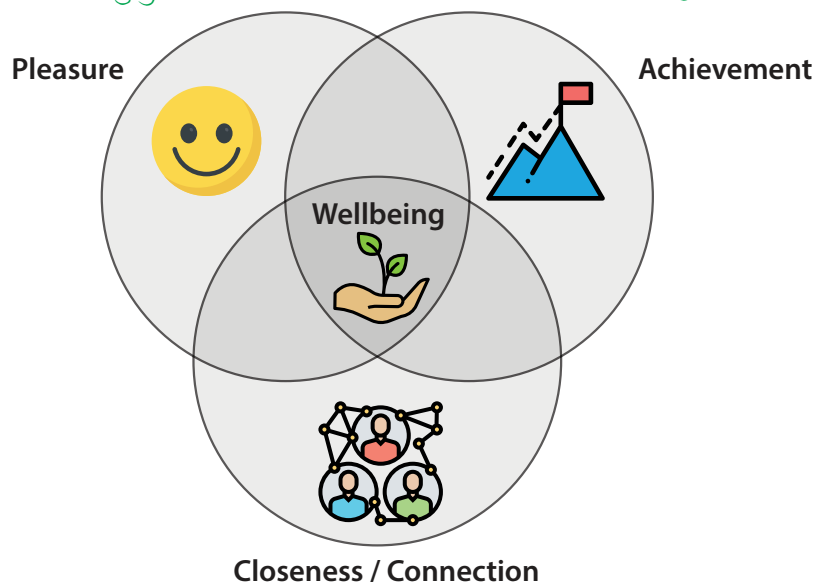 Pleasure
Achievement
Wellbeing
Closeness / Connection